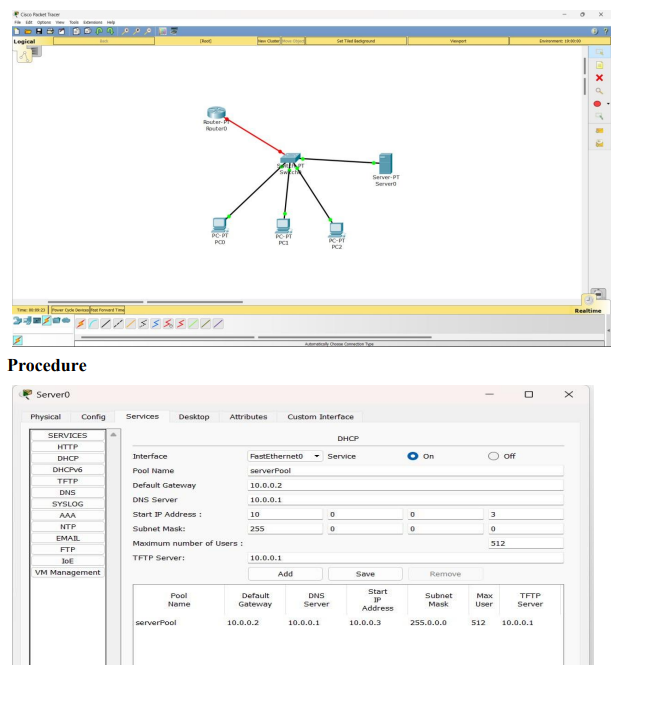 Cisco Packet Tracer
File Edit Options View Tools Extensions Help
Logical Back [Root] New Cluster Move Object Set Tiled Background Viewport Environment: 10:00:00
Router-PT
Router0
Switch-PT
Switch0
Server-PT
Server0
PC-PT
PC0
PC-PT
PC1
PC-PT
PC2
Time: 00:09:23 Power Cycle Devices Fast Forward Time Realtime
Automatically Choose Connection Type
Procedure
Server0
Physical Config Services Desktop Attributes Custom Interface
SERVICES
HTTP
DHCP
DHCPv6
TFTP
DNS
SYSLOG
AAA
NTP
EMAIL
FTP
IoE
VM Management
DHCP
Interface FastEthernet0 Service On Off
Pool Name serverPool
Default Gateway 10.0.0.2
DNS Server 10.0.0.1
Start IP Address : 10 0 0 3
Subnet Mask: 255 0 0 0
Maximum number of Users : 512
TFTP Server: 10.0.0.1
Add Save Remove
Pool Name Default Gateway DNS Server Start IP Address Subnet Mask Max User TFTP Server
serverPool 10.0.0.2 10.0.0.1 10.0.0.3 255.0.0.0 512 10.0.0.1